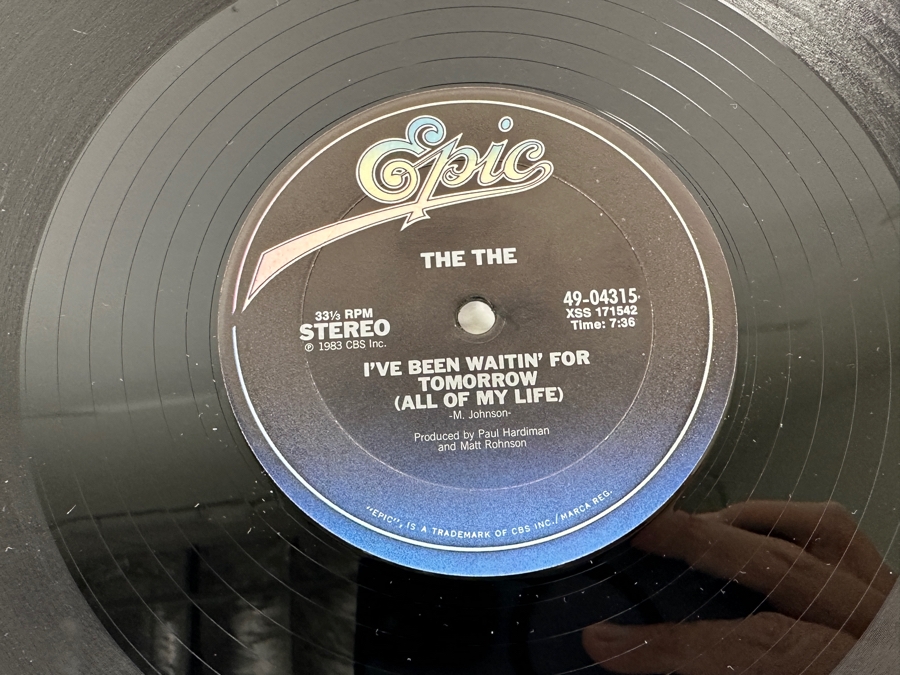 Epic
THE THE
33⅓ RPM
STEREO
℗ 1983 CBS Inc.
49-04315
XSS 171542
Time: 7:36
I'VE BEEN WAITIN' FOR
TOMORROW
(ALL OF MY LIFE)
-M. Johnson-
Produced by Paul Hardiman
and Matt Rohnson
"EPIC", IS A TRADEMARK OF CBS INC./MARCA REG.